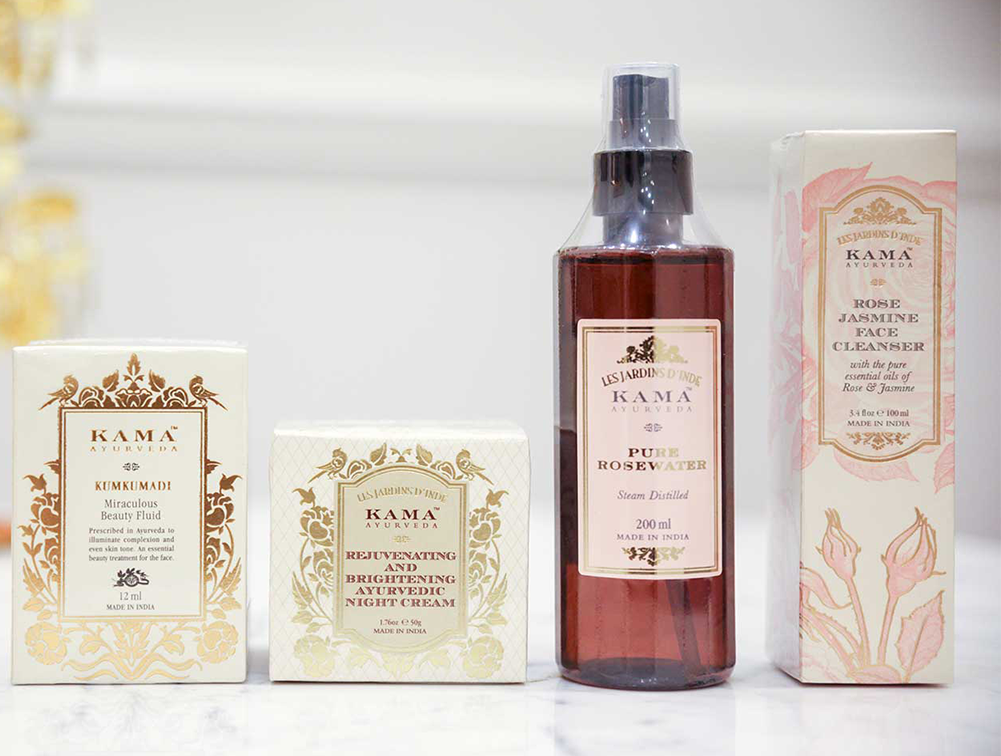 KAMA™
AYURVEDA
KUMKUMADI
Miraculous
Beauty Fluid
Prescribed in Ayurveda to
illuminate complexion and
even skin tone. An essential
beauty treatment for the face.
12 ml
MADE IN INDIA
LES JARDINS D'INDE
KAMA™
AYURVEDA
REJUVENATING
AND
BRIGHTENING
AYURVEDIC
NIGHT CREAM
1.76oz ℮ 50g
MADE IN INDIA
LES JARDINS D'INDE
KAMA™
AYURVEDA
PURE
ROSEWATER
Steam Distilled
200 ml
MADE IN INDIA
LES JARDINS D'INDE
KAMA™
AYURVEDA
ROSE
JASMINE
FACE
CLEANSER
with the pure
essential oils of
Rose & Jasmine
3.4 floz ℮ 100 ml
MADE IN INDIA